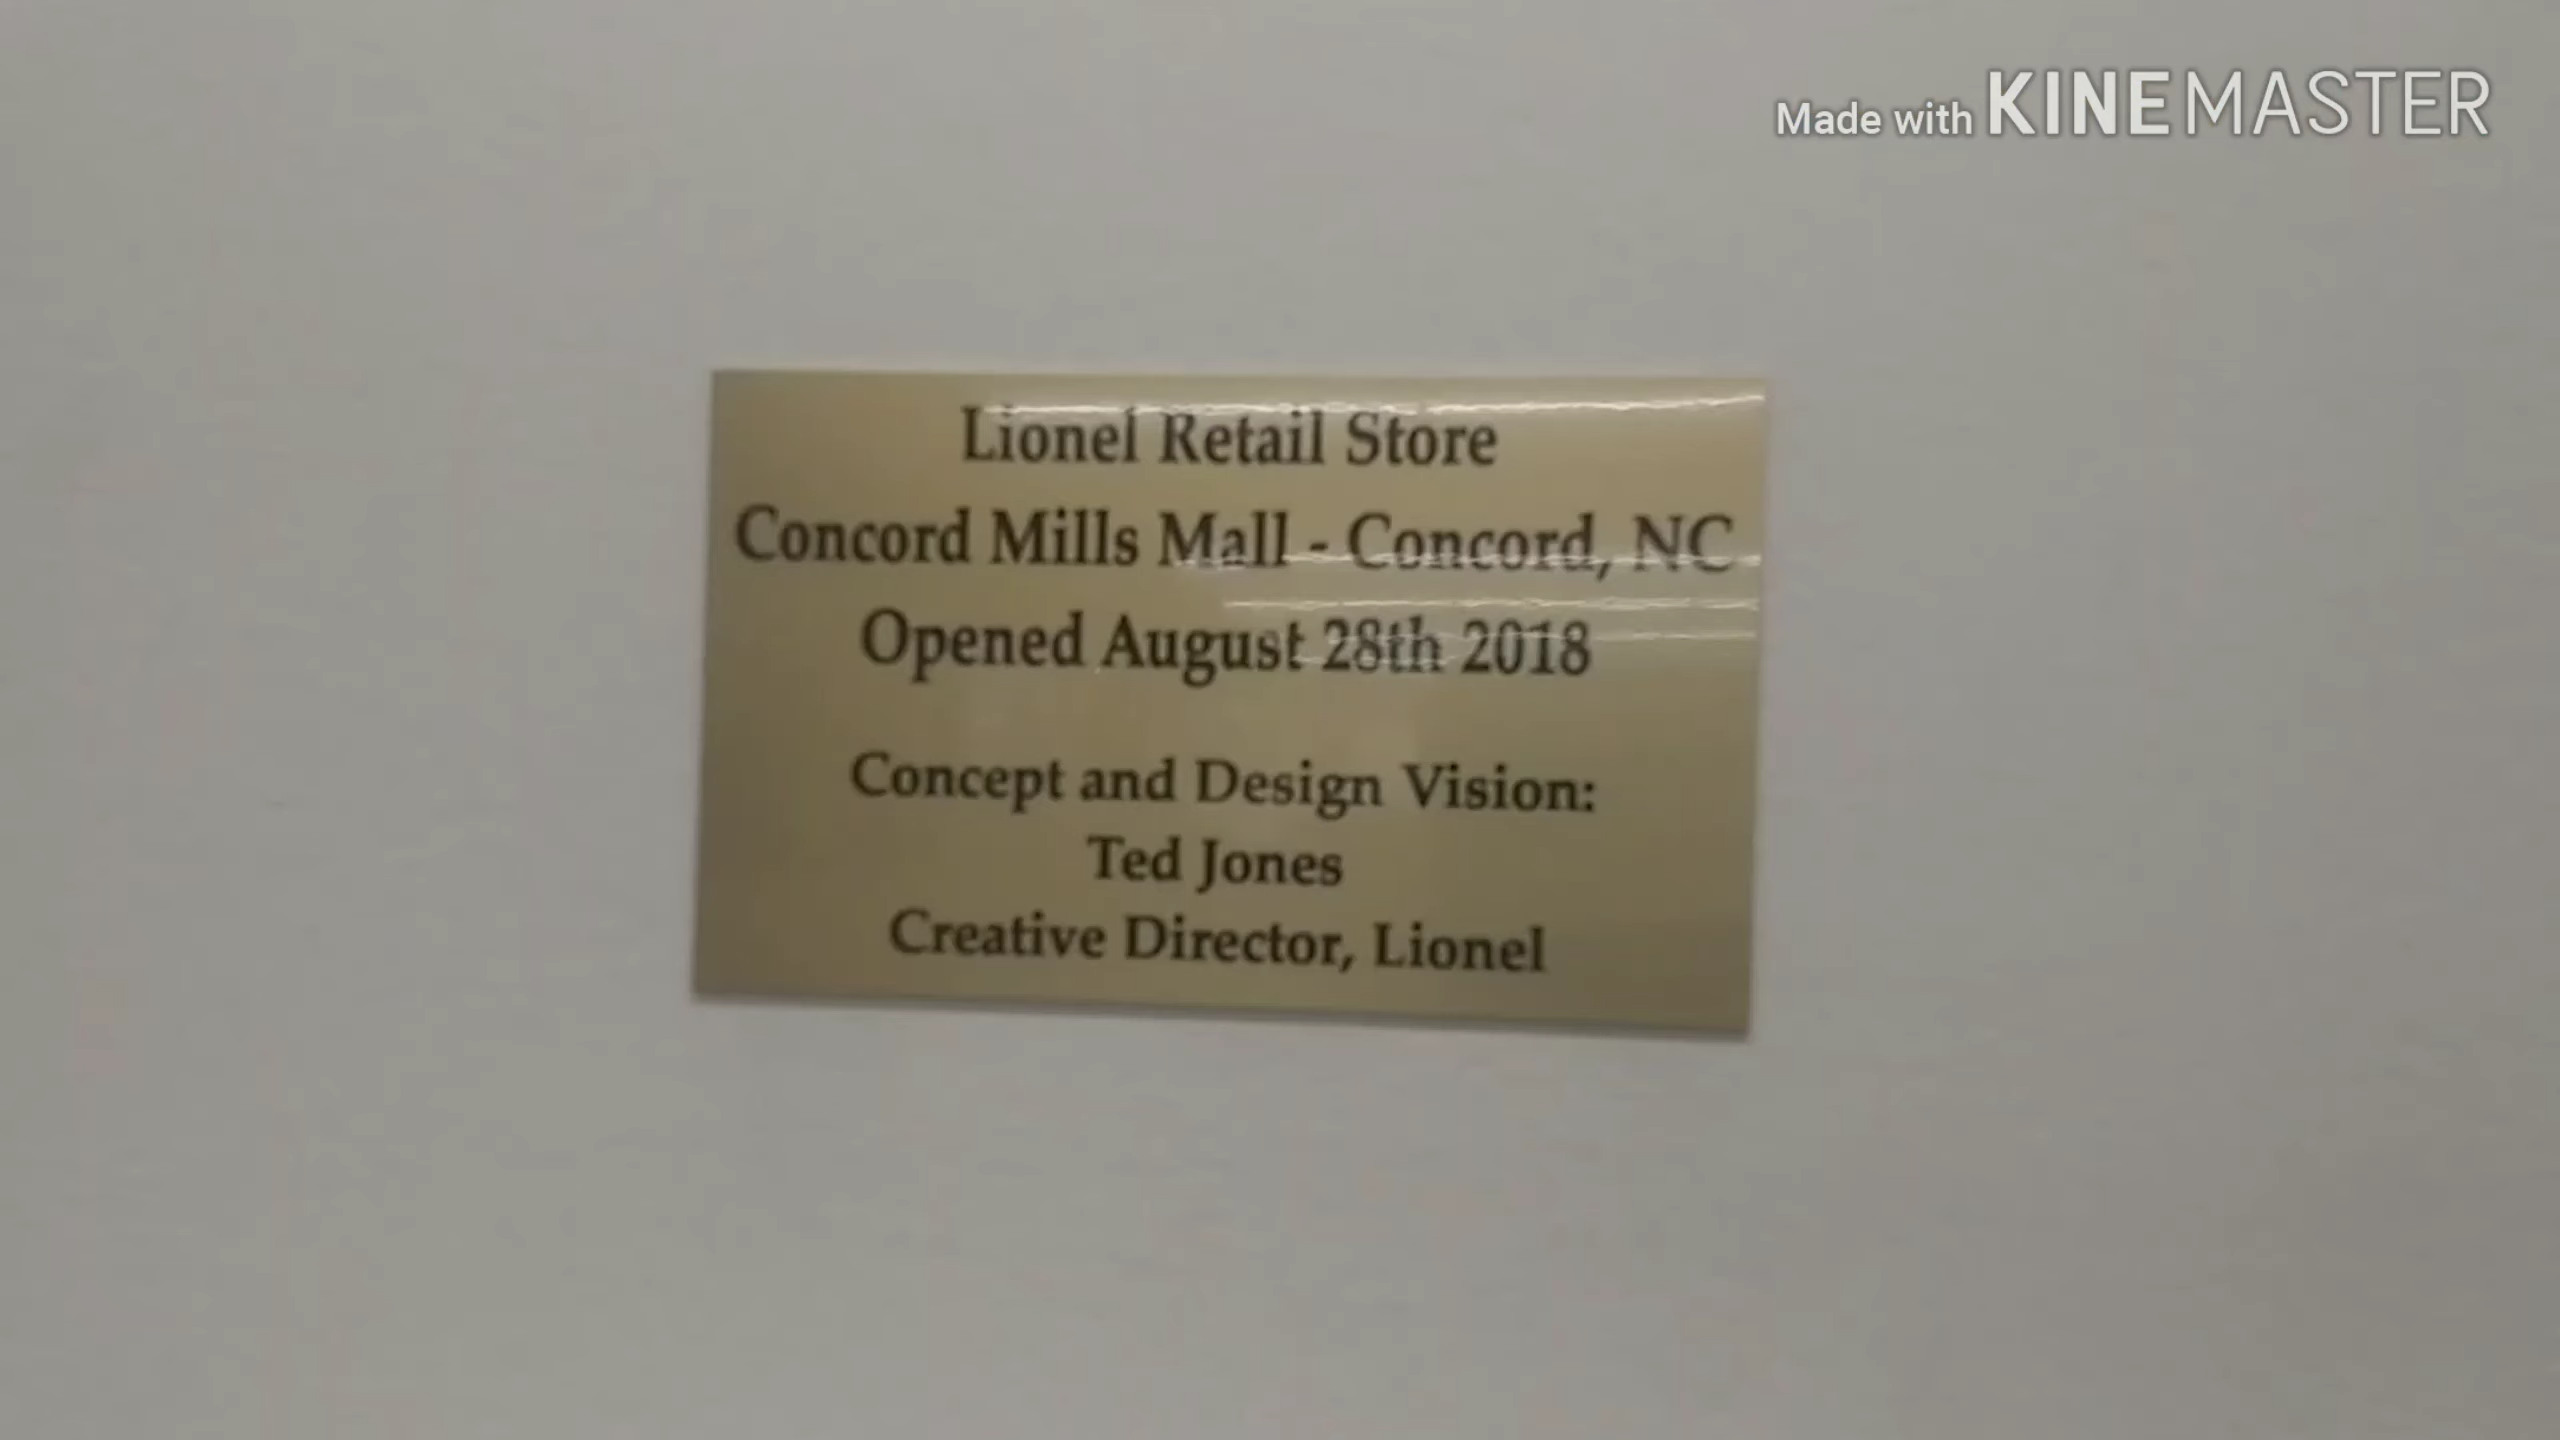 Made with KINEMASTER
Lionel Retail Store
Concord Mills Mall - Concord, NC
Opened August 28th 2018
Concept and Design Vision:
Ted Jones
Creative Director, Lionel